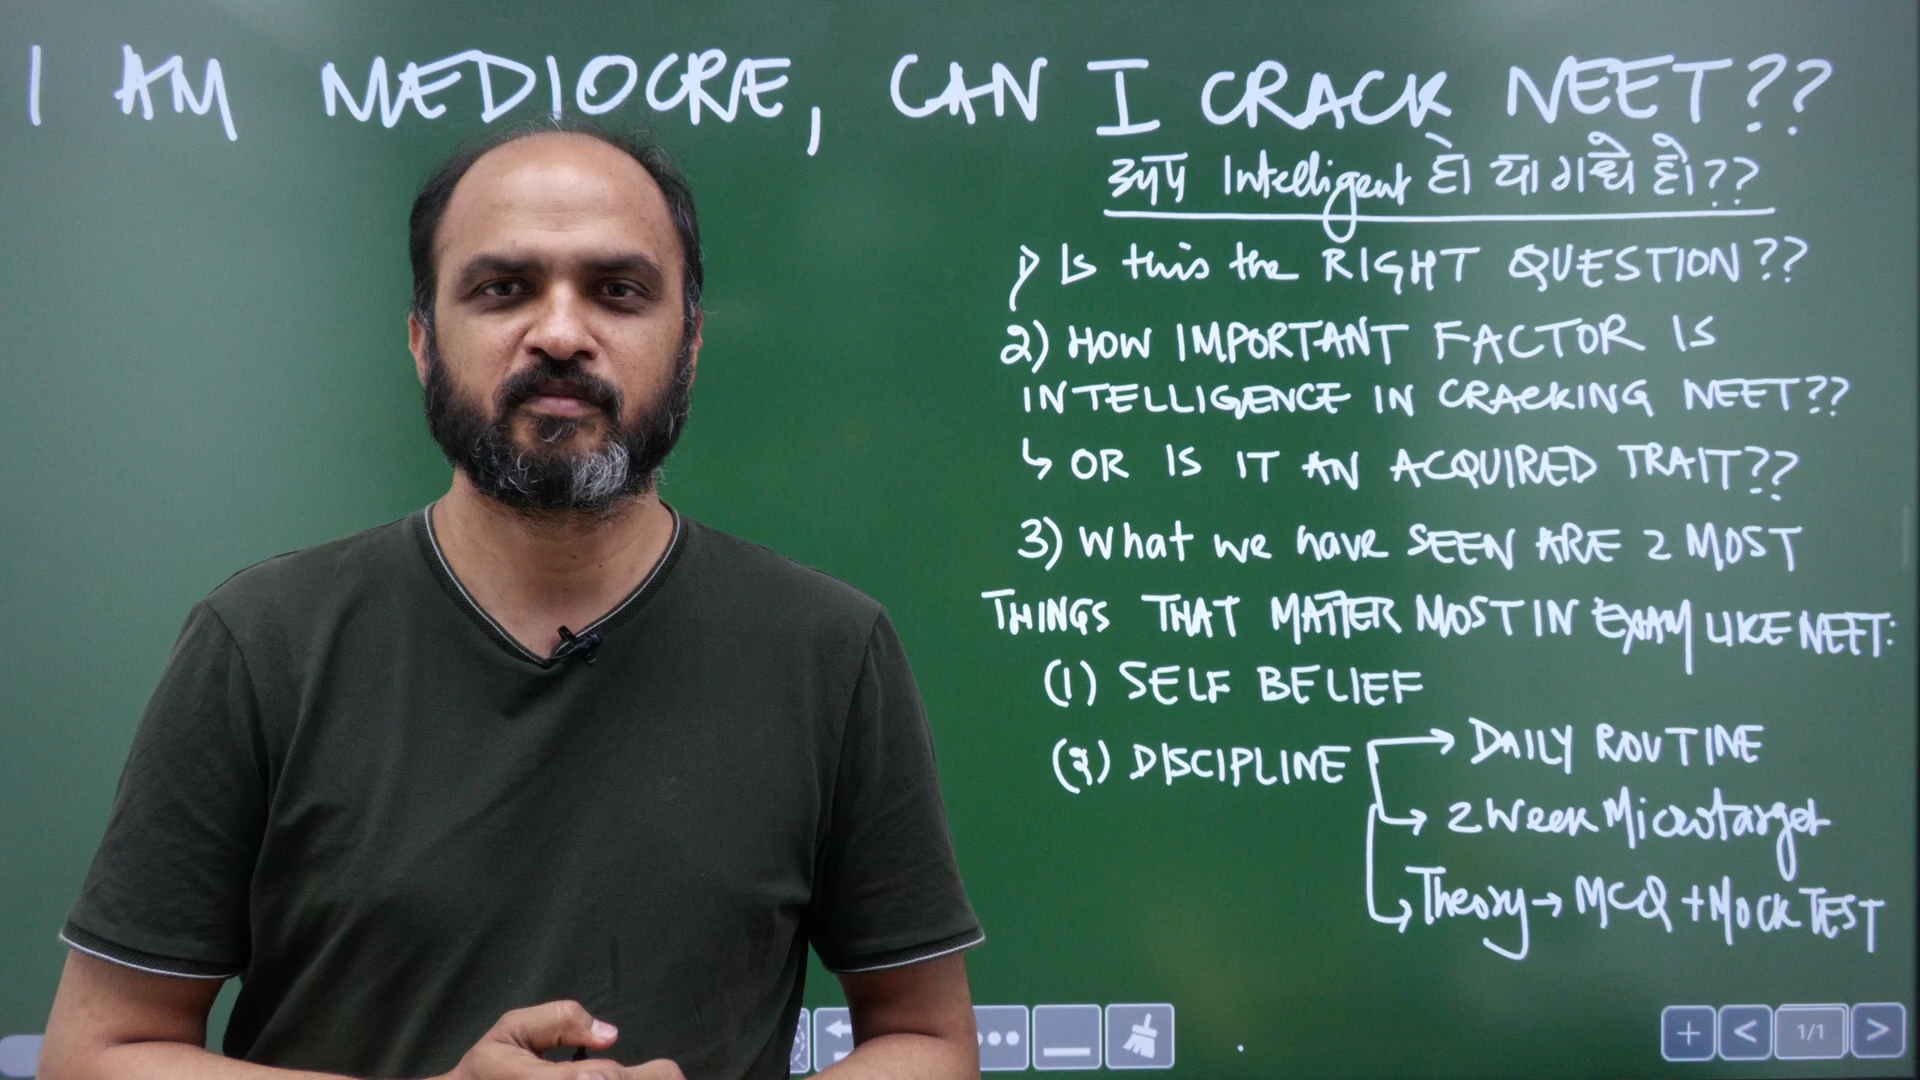 I AM MEDIOCRE, CAN I CRACK NEET??
आप Intelligent हो या गधे हो??
1) Is this the RIGHT QUESTION??
2) HOW IMPORTANT FACTOR IS
INTELLIGENCE IN CRACKING NEET??
↳ OR IS IT AN ACQUIRED TRAIT??
3) What we have SEEN ARE 2 MOST
THINGS THAT MATTER MOST IN EXAM LIKE NEET:
(1) SELF BELIEF
(2) DISCIPLINE → DAILY ROUTINE
→ 2 Week Microtarget
→ Theory → MCQ + MOCK TEST
1/1